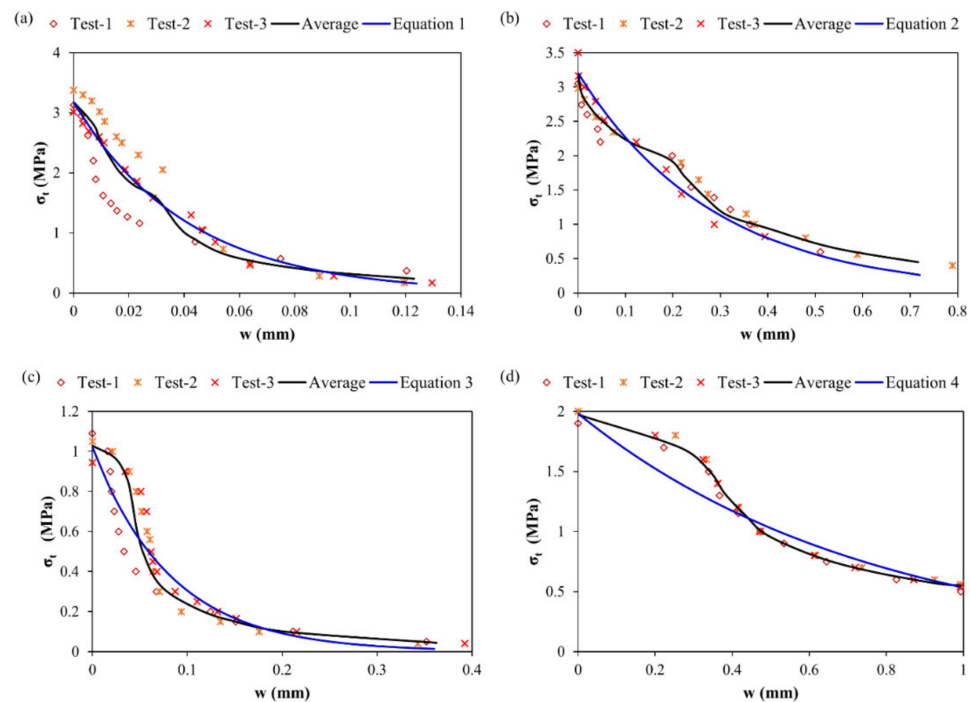 (a) Test-1 Test-2 Test-3 Average Equation 1
4
3
2
1
0
σt (MPa)
0 0.02 0.04 0.06 0.08 0.1 0.12 0.14
w (mm)
(b) Test-1 Test-2 Test-3 Average Equation 2
3.5
3
2.5
2
1.5
1
0.5
0
σt (MPa)
0 0.1 0.2 0.3 0.4 0.5 0.6 0.7 0.8
w (mm)
(c) Test-1 Test-2 Test-3 Average Equation 3
1.2
1
0.8
0.6
0.4
0.2
0
σt (MPa)
0 0.1 0.2 0.3 0.4
w (mm)
(d) Test-1 Test-2 Test-3 Average Equation 4
2
1.5
1
0.5
0
σt (MPa)
0 0.2 0.4 0.6 0.8 1
w (mm)